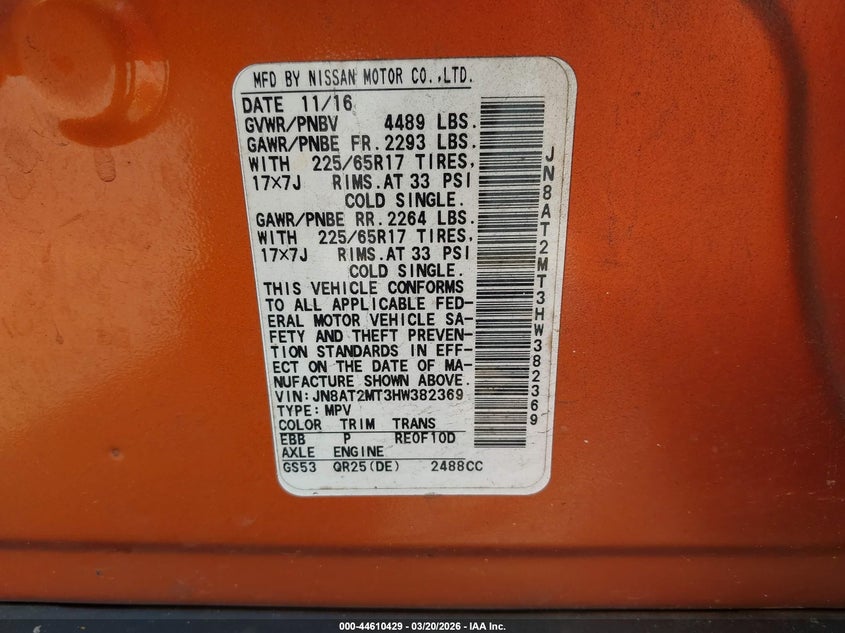 MFD BY NISSAN MOTOR CO.,LTD.
DATE 11/16
GVWR/PNBV 4489 LBS.
GAWR/PNBE FR.2293 LBS.
WITH 225/65R17 TIRES,
17×7J RIMS.AT 33 PSI
COLD SINGLE.
GAWR/PNBE RR.2264 LBS.
WITH 225/65R17 TIRES,
17×7J RIMS.AT 33 PSI
COLD SINGLE.
THIS VEHICLE CONFORMS
TO ALL APPLICABLE FED-
ERAL MOTOR VEHICLE SA-
FETY AND THEFT PREVEN-
TION STANDARDS IN EFF-
ECT ON THE DATE OF MA-
NUFACTURE SHOWN ABOVE.
VIN:JN8AT2MT3HW382369
TYPE:MPV
COLOR TRIM TRANS
EBB P RE0F10D
AXLE ENGINE
GS53 QR25(DE) 2488CC
JN8AT2MT3HW382369
000-44610429 - 03/20/2026 - IAA Inc.